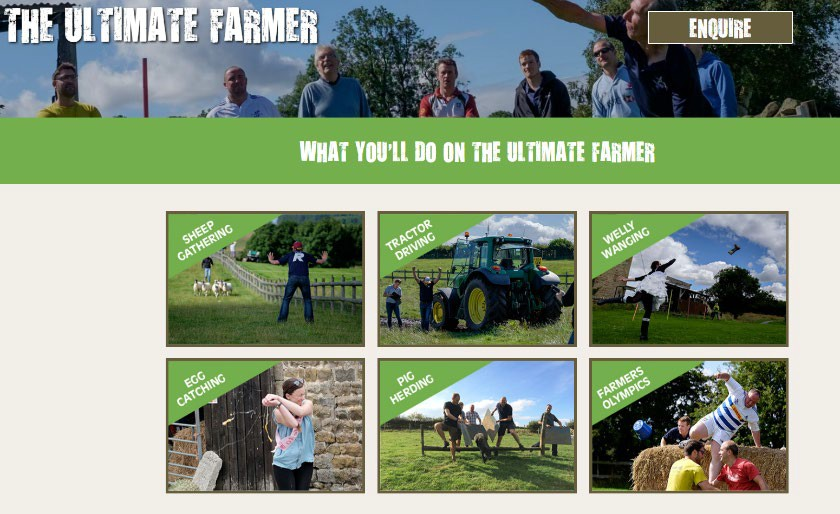 THE ULTIMATE FARMER
ENQUIRE
WHAT YOU'LL DO ON THE ULTIMATE FARMER
SHEEP
GATHERING
TRACTOR
DRIVING
WELLY
WANGING
EGG
CATCHING
PIG
HERDING
FARMERS
OLYMPICS